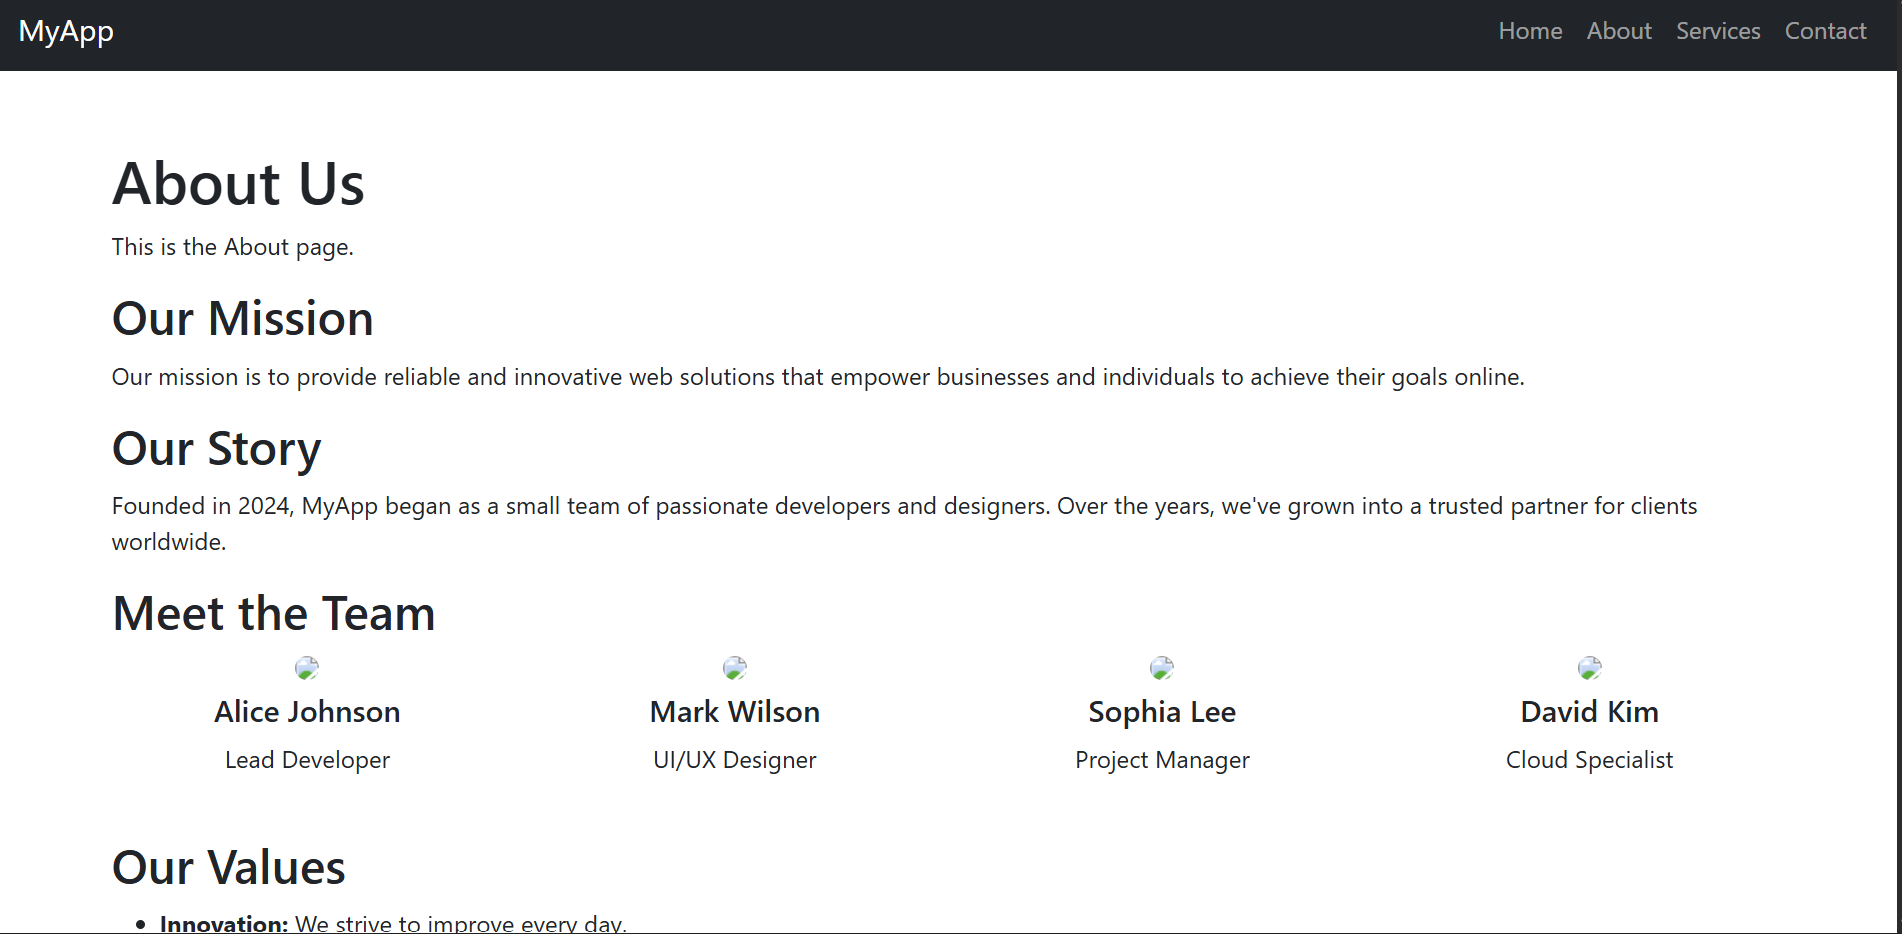 MyApp
Home About Services Contact
About Us
This is the About page.
Our Mission
Our mission is to provide reliable and innovative web solutions that empower businesses and individuals to achieve their goals online.
Our Story
Founded in 2024, MyApp began as a small team of passionate developers and designers. Over the years, we've grown into a trusted partner for clients
worldwide.
Meet the Team
Alice Johnson
Lead Developer
Mark Wilson
UI/UX Designer
Sophia Lee
Project Manager
David Kim
Cloud Specialist
Our Values
Innovation: We strive to improve every day.